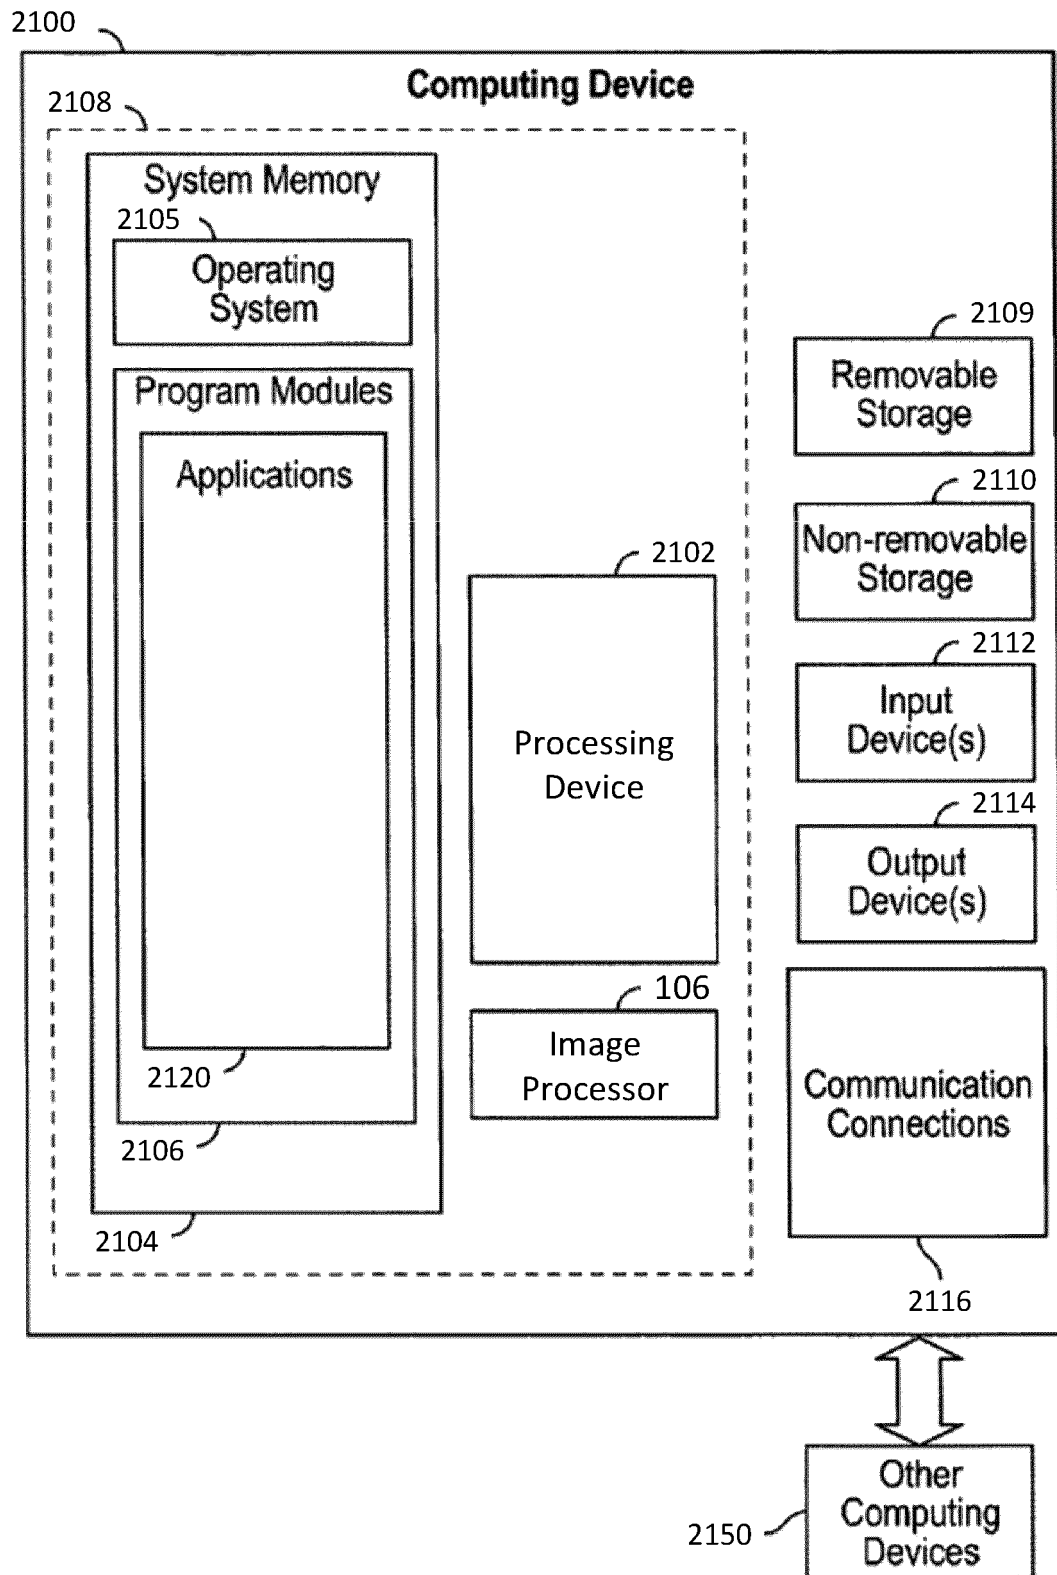 2100
Computing Device
2108
System Memory
2105
Operating
System
Program Modules
Applications
2120
2106
2104
2102
Processing
Device
106
Image
Processor
2109
Removable
Storage
2110
Non-removable
Storage
2112
Input
Device(s)
2114
Output
Device(s)
Communication
Connections
2116
Other
Computing
Devices
2150